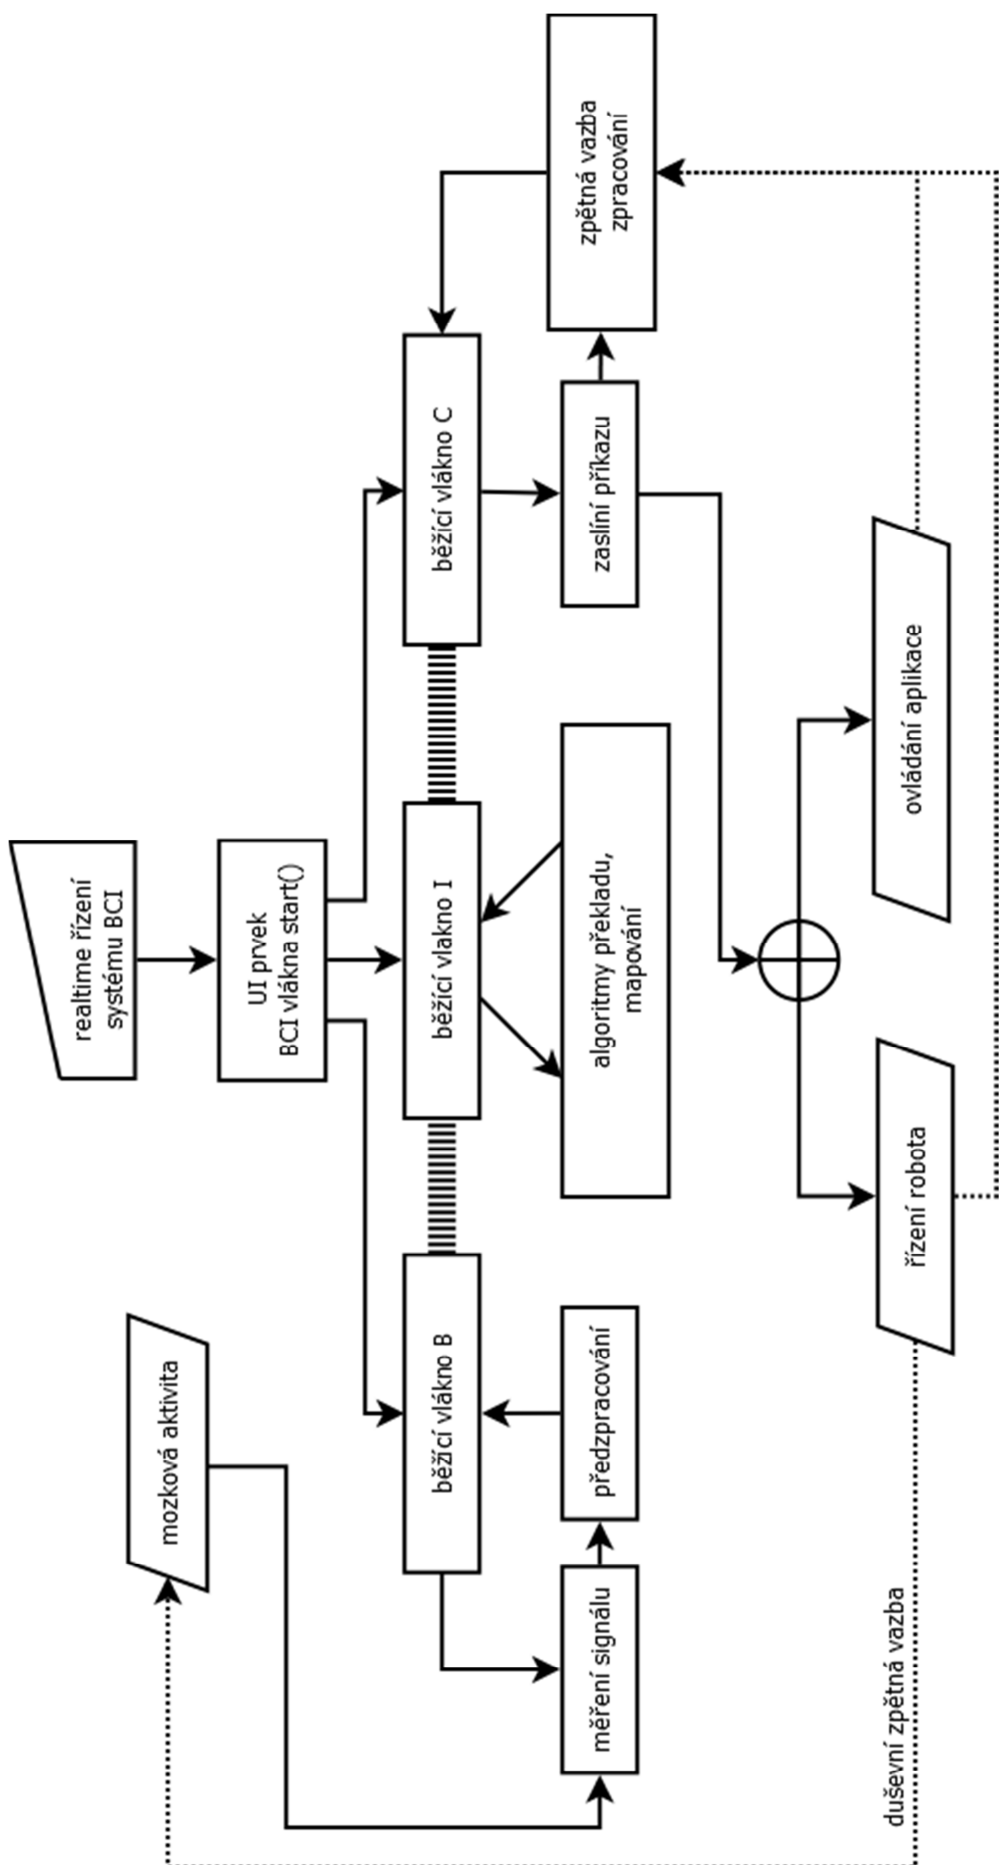 realtime řízení
systému BCI
UI prvek
BCI vlákna start()
mozková aktivita
běžící vlákno B
běžící vlakno I
běžící vlákno C
měření signálu
předzpracování
algoritmy překladu,
mapování
zaslíní příkazu
zpětná vazba
zpracování
řízení robota
ovládání aplikace
duševní zpětná vazba